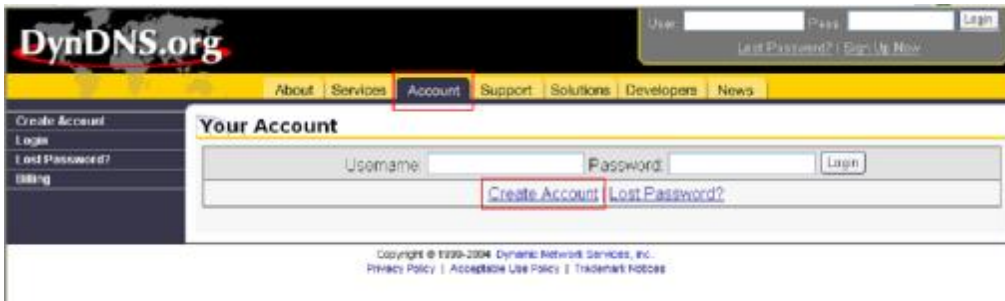 DynDNS.org
User: Pass: Login
Lost Password? | Sign Up Now
About Services Account Support Solutions Developers News
Create Account
Login
Lost Password?
Billing
Your Account
Username: Password: Login
Create Account | Lost Password?
Copyright © 1999-2004 Dynamic Network Services, Inc.
Privacy Policy | Acceptable Use Policy | Trademark Notices